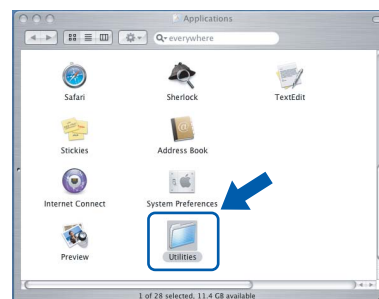 Applications
everywhere
Safari
Sherlock
TextEdit
Stickies
Address Book
Internet Connect
System Preferences
Preview
Utilities
1 of 28 selected, 11.4 GB available